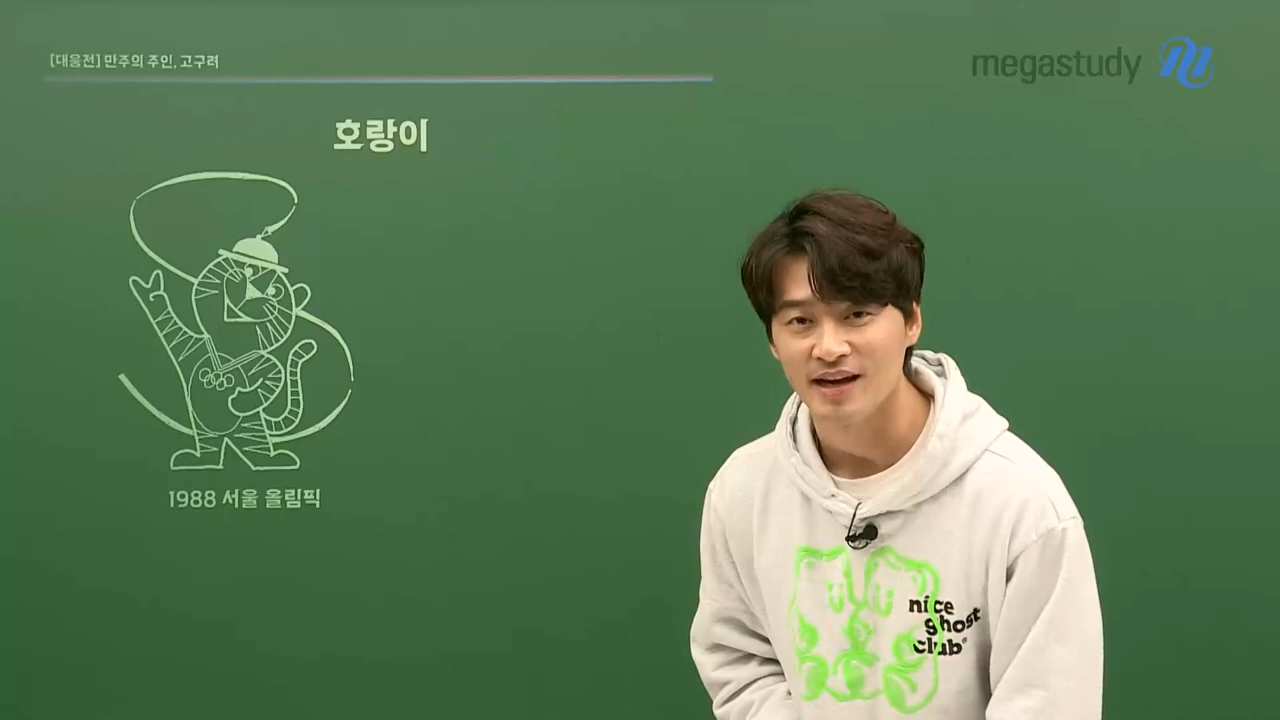 [대웅전] 만주의 주인, 고구려
megastudy
호랑이
1988 서울 올림픽
nice
ghost
club